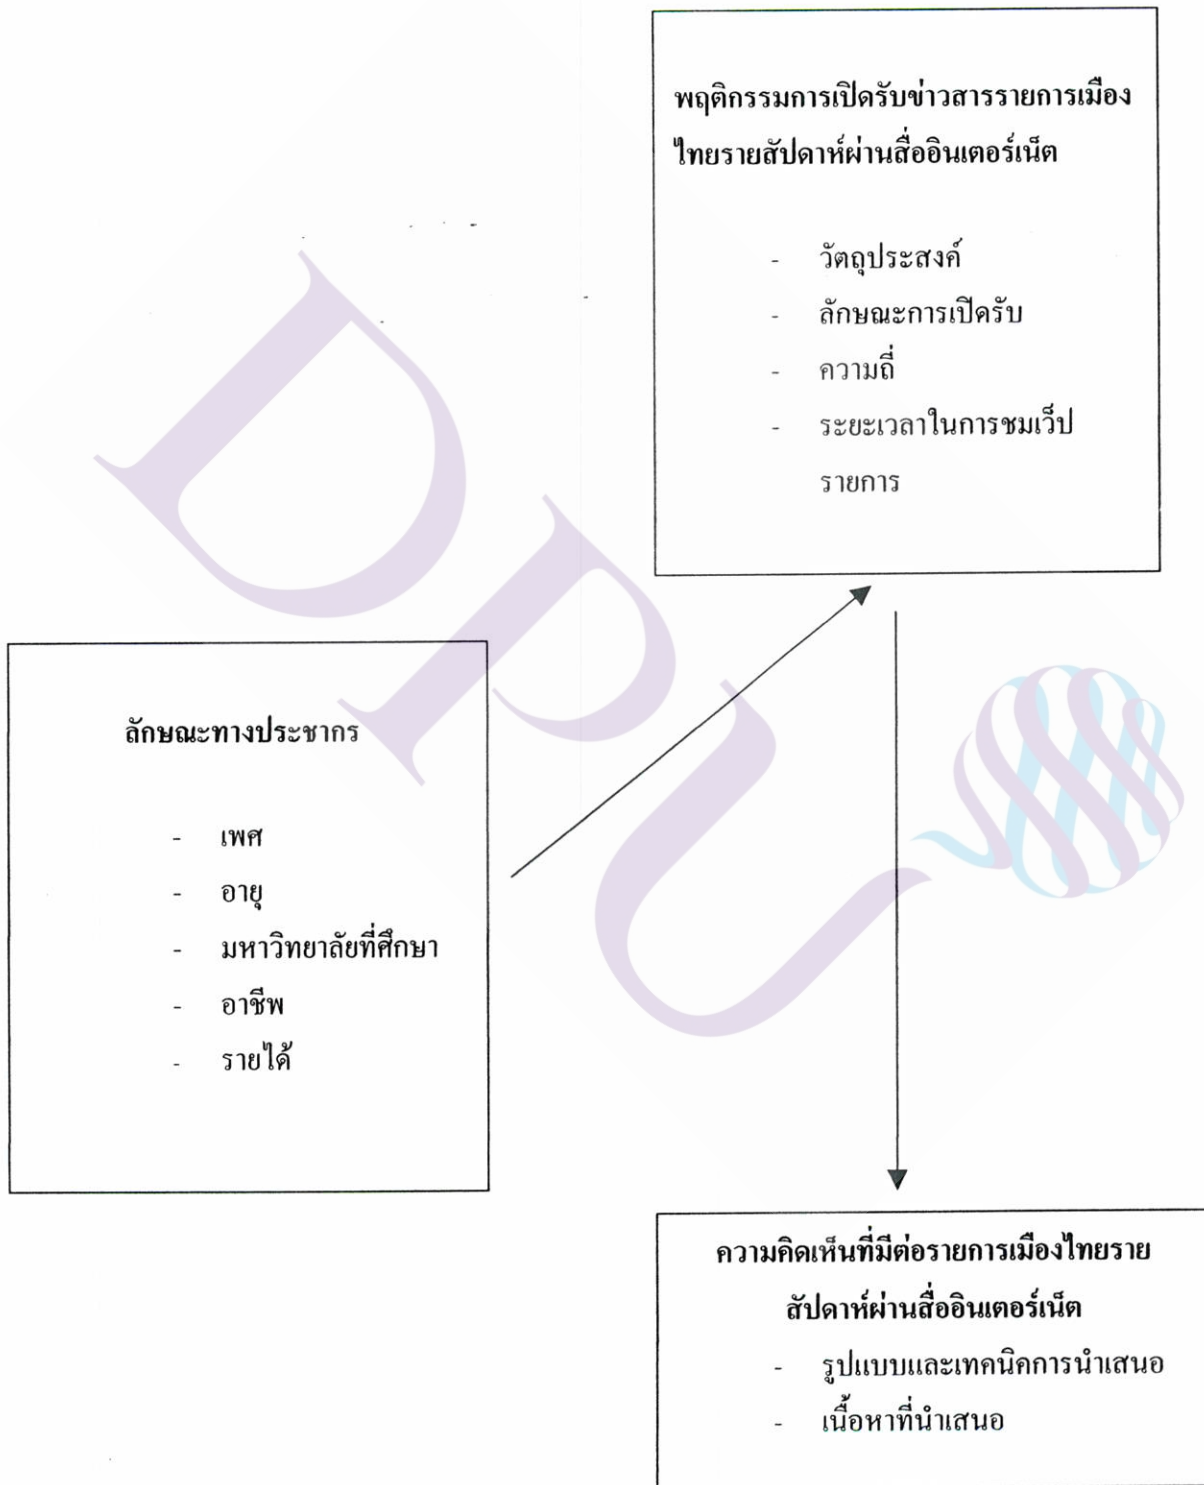 พฤติกรรมการเปิดรับข่าวสารรายการเมือง
ไทยรายสัปดาห์ผ่านสื่ออินเตอร์เน็ต
- วัตถุประสงค์
- ลักษณะการเปิดรับ
- ความถี่
- ระยะเวลาในการชมเว็ป
รายการ
ลักษณะทางประชากร
- เพศ
- อายุ
- มหาวิทยาลัยที่ศึกษา
- อาชีพ
- รายได้
ความคิดเห็นที่มีต่อรายการเมืองไทยราย
สัปดาห์ผ่านสื่ออินเตอร์เน็ต
- รูปแบบและเทคนิคการนำเสนอ
- เนื้อหาที่นำเสนอ
DPU